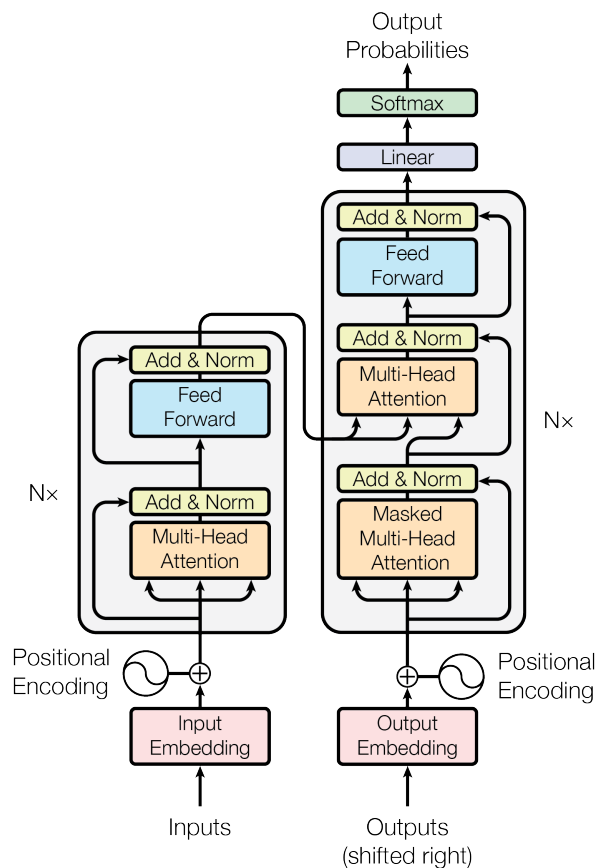 Output
Probabilities
Softmax
Linear
Add & Norm
Feed
Forward
Add & Norm
Multi-Head
Attention
Add & Norm
Masked
Multi-Head
Attention
N×
Add & Norm
Feed
Forward
Add & Norm
Multi-Head
Attention
N×
Positional
Encoding
Positional
Encoding
Input
Embedding
Output
Embedding
Inputs
Outputs
(shifted right)